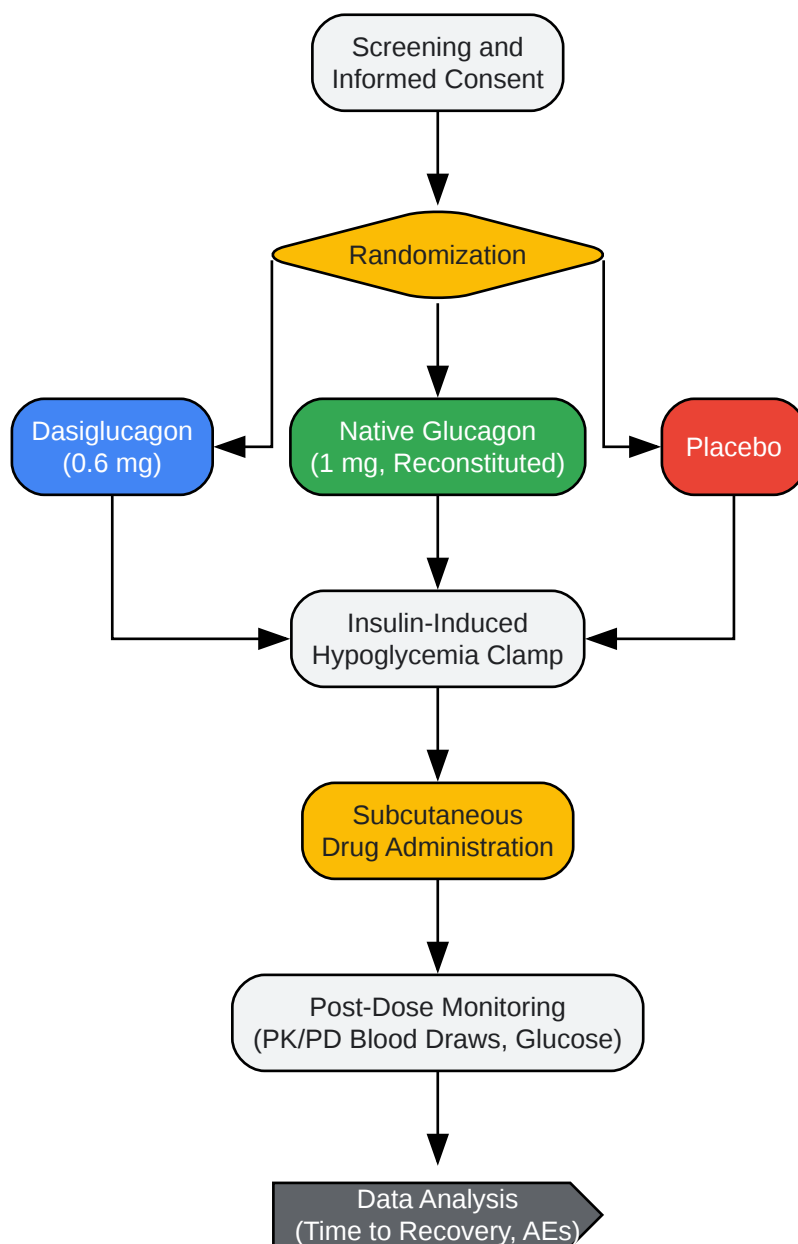 Screening and
Informed Consent
Randomization
Dasiglucagon
(0.6 mg)
Native Glucagon
(1 mg, Reconstituted)
Placebo
Insulin-Induced
Hypoglycemia Clamp
Subcutaneous
Drug Administration
Post-Dose Monitoring
(PK/PD Blood Draws, Glucose)
Data Analysis
(Time to Recovery, AEs)